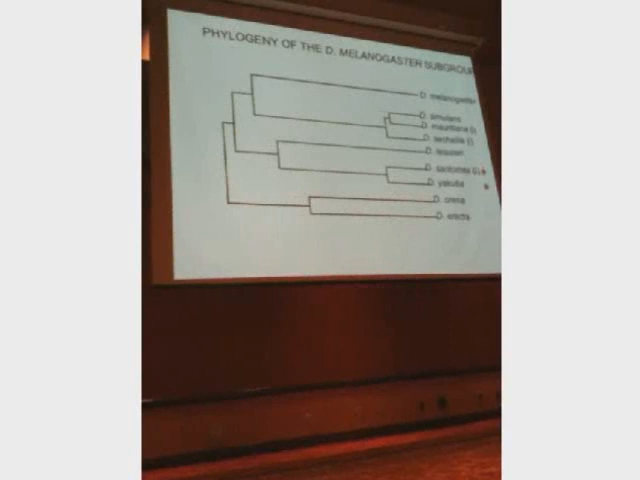 PHYLOGENY OF THE D. MELANOGASTER SUBGROUP
D. melanogaster
D. simulans
D. mauritiana (i)
D. sechellia (i)
D. teissieri
D. santomea (i)
D. yakuba
D. orena
D. erecta